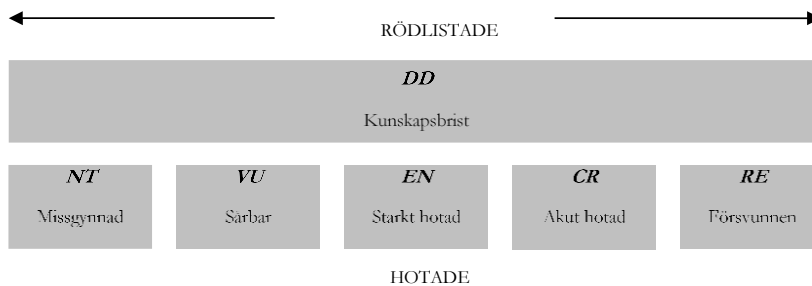 RÖDLISTADE
DD
Kunskapsbrist
NT VU EN CR RE
Missgynnad Sårbar Starkt hotad Akut hotad Försvunnen
HOTADE